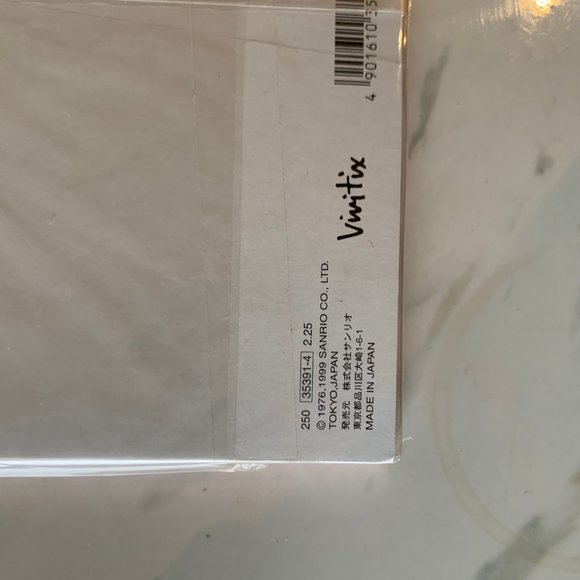 4 901610 35
Vivitix
250 35391-4 2.25
© 1976,1999 SANRIO CO., LTD.
TOKYO,JAPAN
発売元 株式会社サンリオ
東京都品川区大崎1-6-1
MADE IN JAPAN